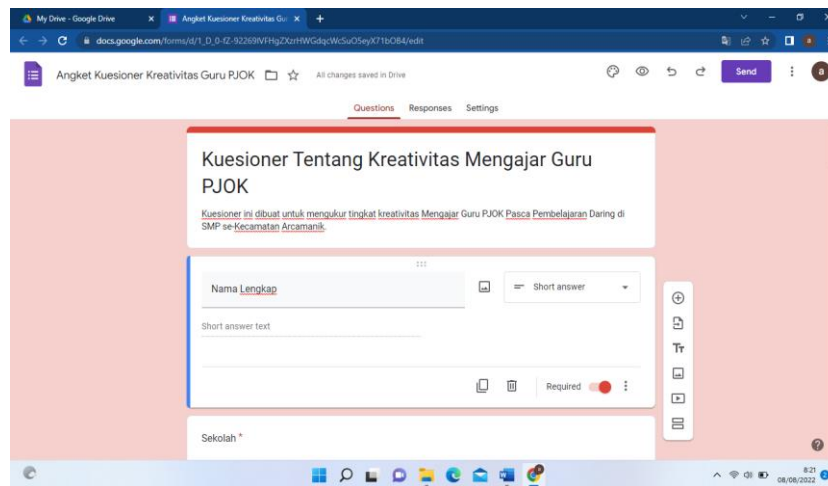 My Drive - Google Drive
Angket Kuesioner Kreativitas Gu
docs.google.com/forms/d/
/edit
Angket Kuesioner Kreativitas Guru PJOK
All changes saved in Drive
Send
a
Questions Responses Settings
Kuesioner Tentang Kreativitas Mengajar Guru
PJOK
Kuesioner ini dibuat untuk mengukur tingkat kreativitas Mengajar Guru PJOK Pasca Pembelajaran Daring di
SMP se-Kecamatan Arcamanik.
Nama Lengkap
Short answer
Short answer text
Required
Sekolah *
8:21
08/08/2022